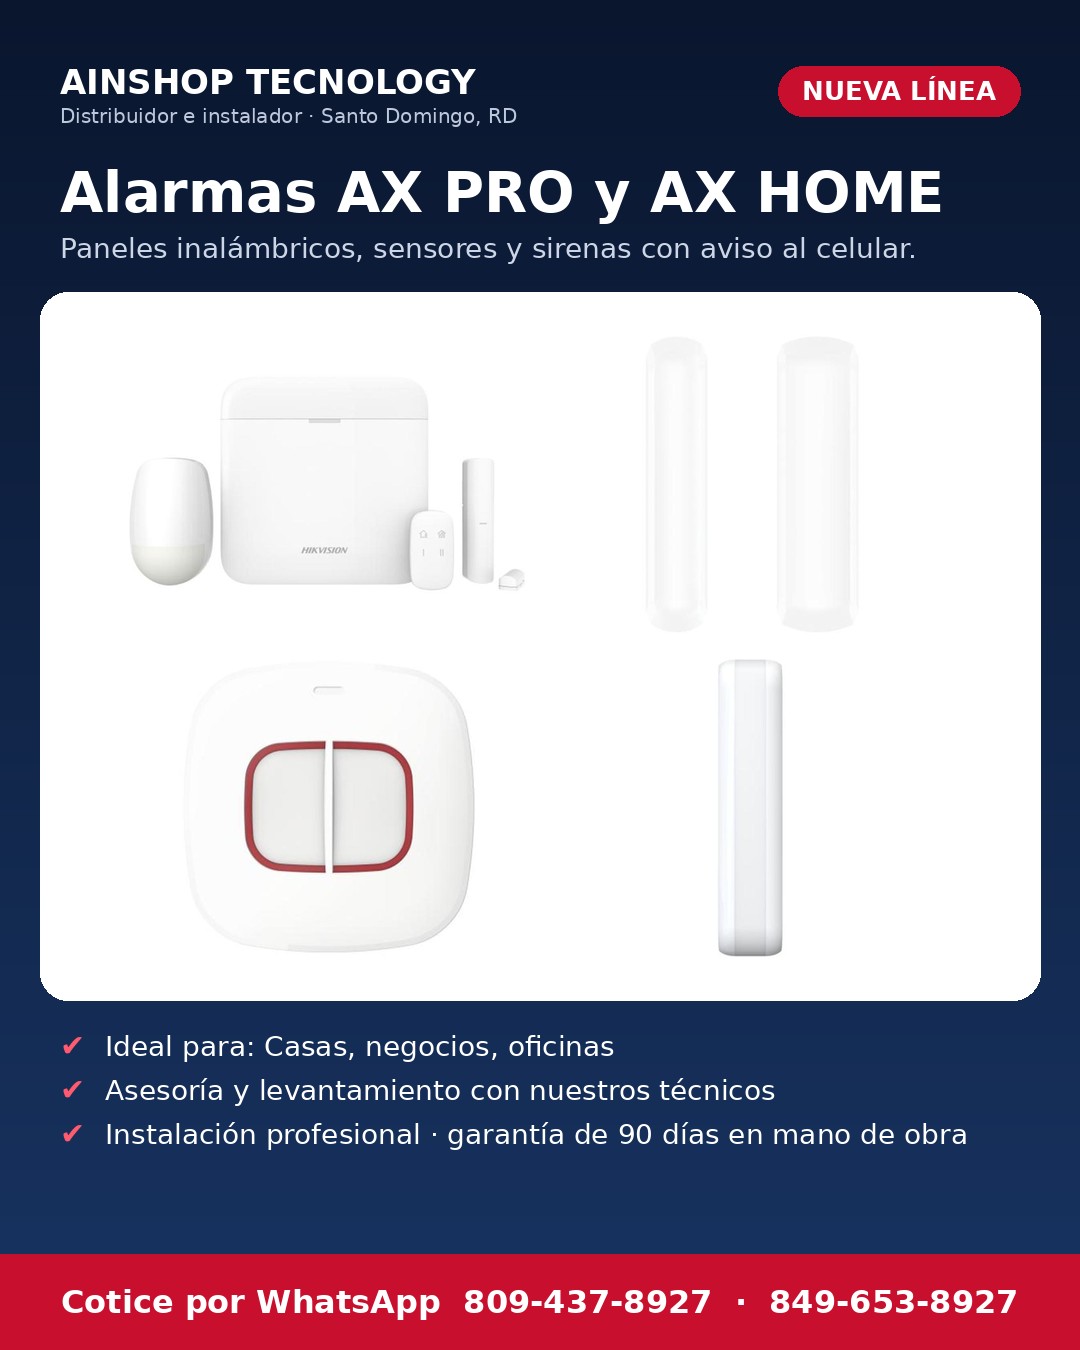 AINSHOP TECNOLOGY
Distribuidor e instalador · Santo Domingo, RD
NUEVA LÍNEA
Alarmas AX PRO y AX HOME
Paneles inalámbricos, sensores y sirenas con aviso al celular.
HIKVISION
✔ Ideal para: Casas, negocios, oficinas
✔ Asesoría y levantamiento con nuestros técnicos
✔ Instalación profesional · garantía de 90 días en mano de obra
Cotice por WhatsApp 809-437-8927 · 849-653-8927